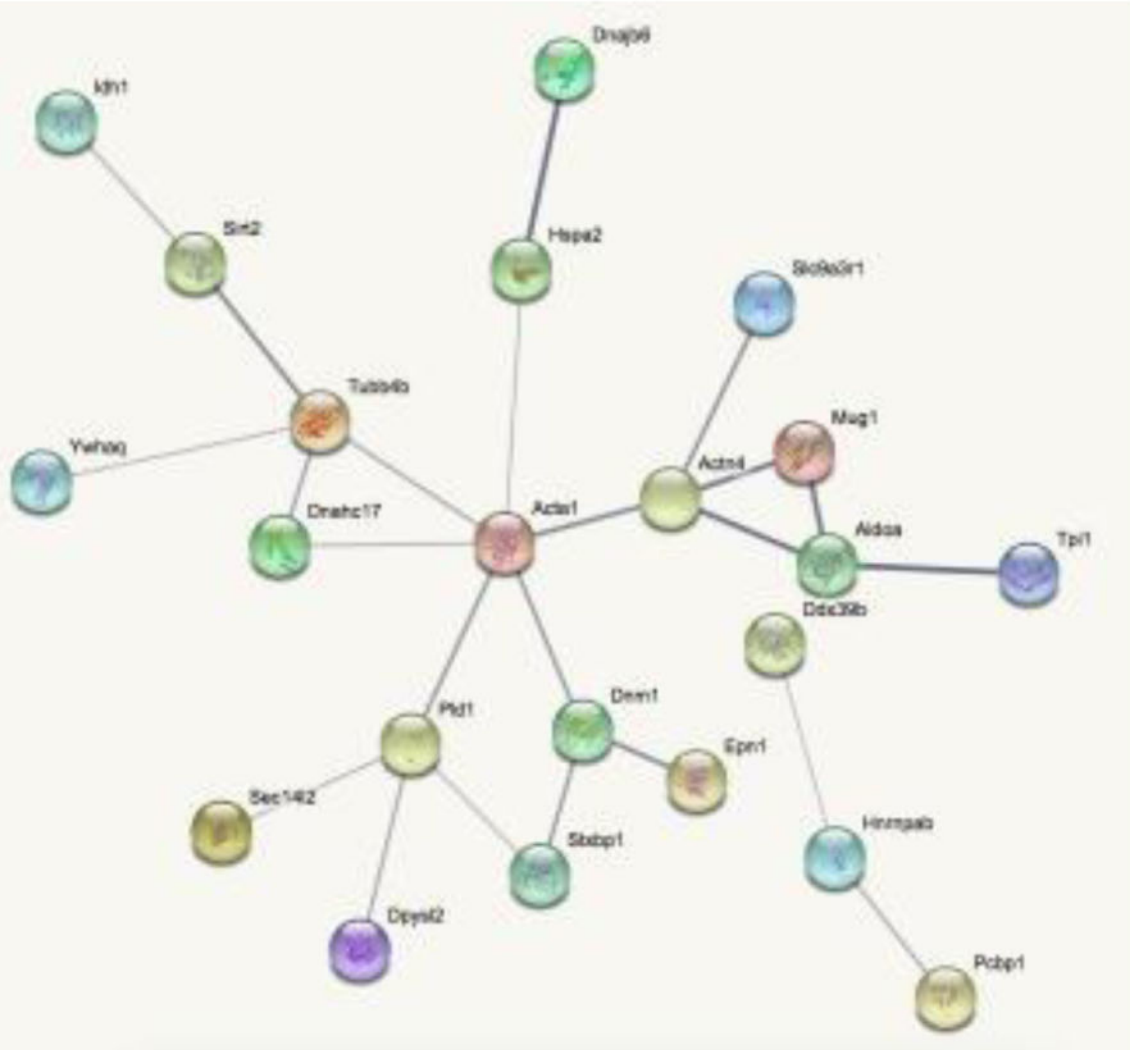 Dnajb6
Idh1
Sirt2
Hspa2
Slc9a3r1
Tubb4b
Mug1
Ywhaq
Actn4
Dnahc17
Acta1
Aldoa
Tpi1
Ddx39b
Pld1
Dnm1
Epn1
Sec14l2
Hnrnpab
Stxbp1
Dpysl2
Pcbp1